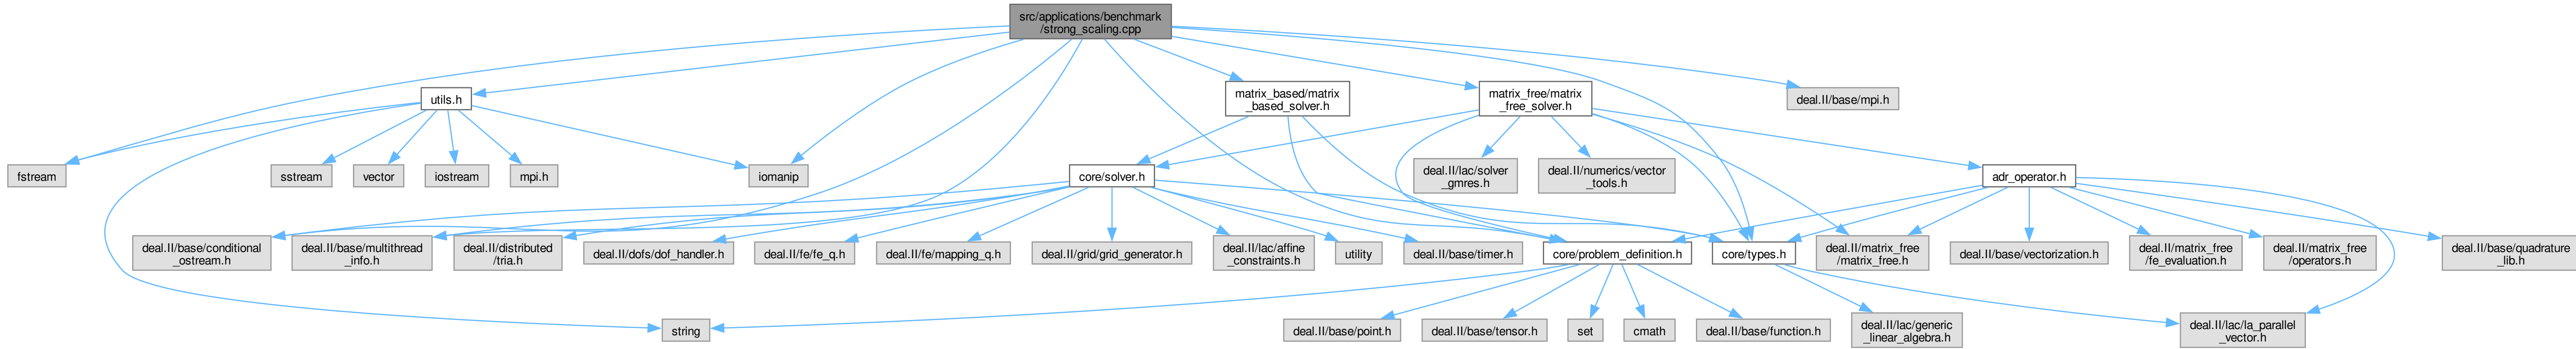 src/applications/benchmark
/strong_scaling.cpp
utils.h
matrix_based/matrix
_based_solver.h
matrix_free/matrix
_free_solver.h
deal.II/base/mpi.h
fstream
sstream
vector
iostream
mpi.h
iomanip
core/solver.h
deal.II/lac/solver
_gmres.h
deal.II/numerics/vector
_tools.h
adr_operator.h
deal.II/base/conditional
_ostream.h
deal.II/base/multithread
_info.h
deal.II/distributed
/tria.h
deal.II/dofs/dof_handler.h
deal.II/fe/fe_q.h
deal.II/fe/mapping_q.h
deal.II/grid/grid_generator.h
deal.II/lac/affine
_constraints.h
utility
deal.II/base/timer.h
core/problem_definition.h
core/types.h
deal.II/matrix_free
/matrix_free.h
deal.II/base/vectorization.h
deal.II/matrix_free
/fe_evaluation.h
deal.II/matrix_free
/operators.h
deal.II/base/quadrature
_lib.h
string
deal.II/base/point.h
deal.II/base/tensor.h
set
cmath
deal.II/base/function.h
deal.II/lac/generic
_linear_algebra.h
deal.II/lac/la_parallel
_vector.h